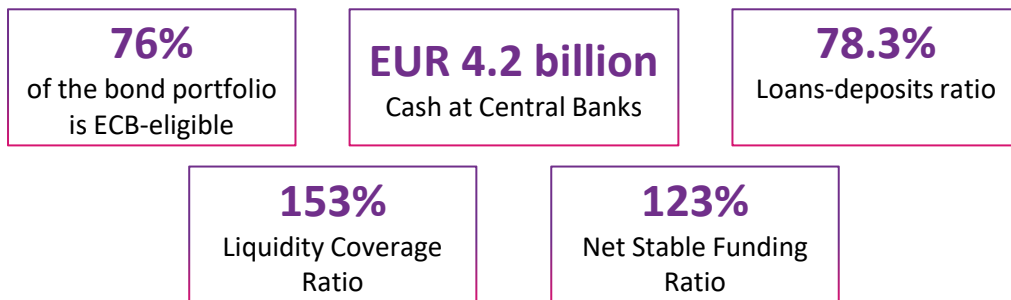 76%
of the bond portfolio
is ECB-eligible
EUR 4.2 billion
Cash at Central Banks
78.3%
Loans-deposits ratio
153%
Liquidity Coverage
Ratio
123%
Net Stable Funding
Ratio